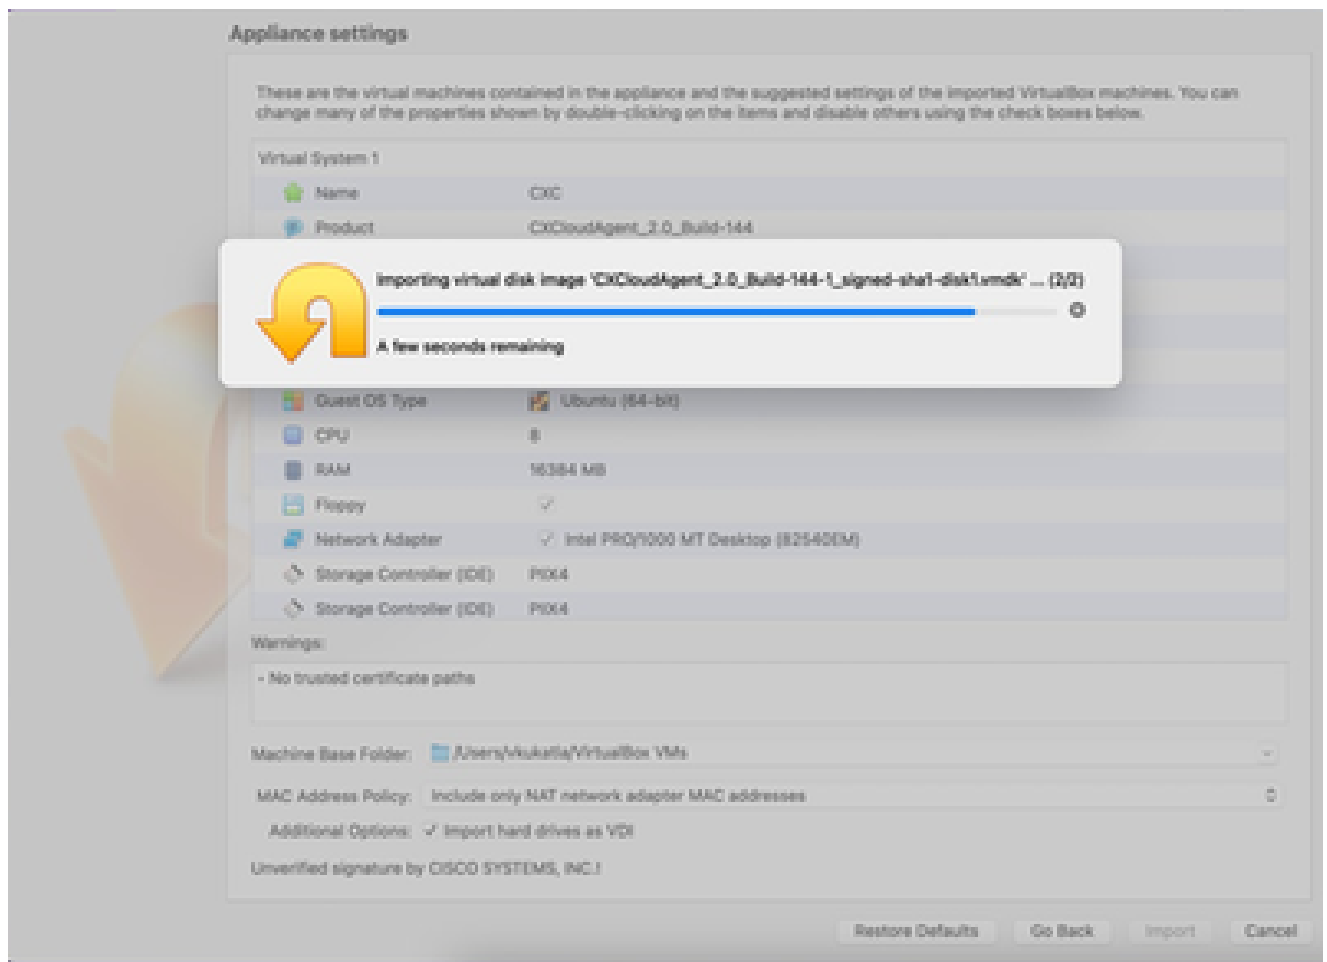 Appliance settings
These are the virtual machines contained in the appliance and the suggested settings of the imported VirtualBox machines. You can
change many of the properties shown by double-clicking on the items and disable others using the check boxes below.
Virtual System 1
Name CXC
Product CXCloudAgent_2.0_Build-144
Importing virtual disk image 'CXCloudAgent_2.0_Build-144-1_signed-sha1-disk1.vmdk' ... (2/2)
A few seconds remaining
Guest OS Type Ubuntu (64-bit)
CPU 8
RAM 16384 MB
Floppy
Network Adapter Intel PRO/1000 MT Desktop (82540EM)
Storage Controller (IDE) PIIX4
Storage Controller (IDE) PIIX4
Warnings:
- No trusted certificate paths
Machine Base Folder: /Users/vkukatla/VirtualBox VMs
MAC Address Policy: Include only NAT network adapter MAC addresses
Additional Options: Import hard drives as VDI
Unverified signature by CISCO SYSTEMS, INC.!
Restore Defaults Go Back Import Cancel